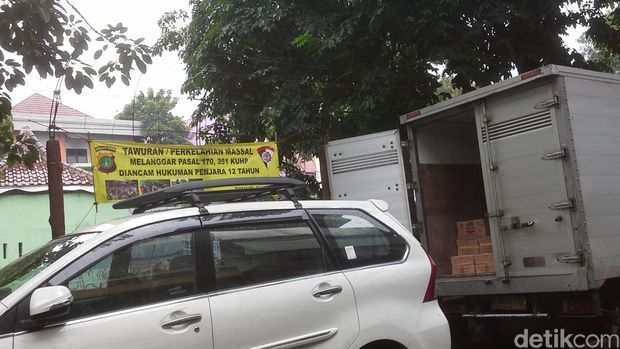 TAWURAN / PERKELAHIAN MASSAL
MELANGGAR PASAL 170, 351 KUHP
DIANCAM HUKUMAN PENJARA 12 TAHUN
detikcom